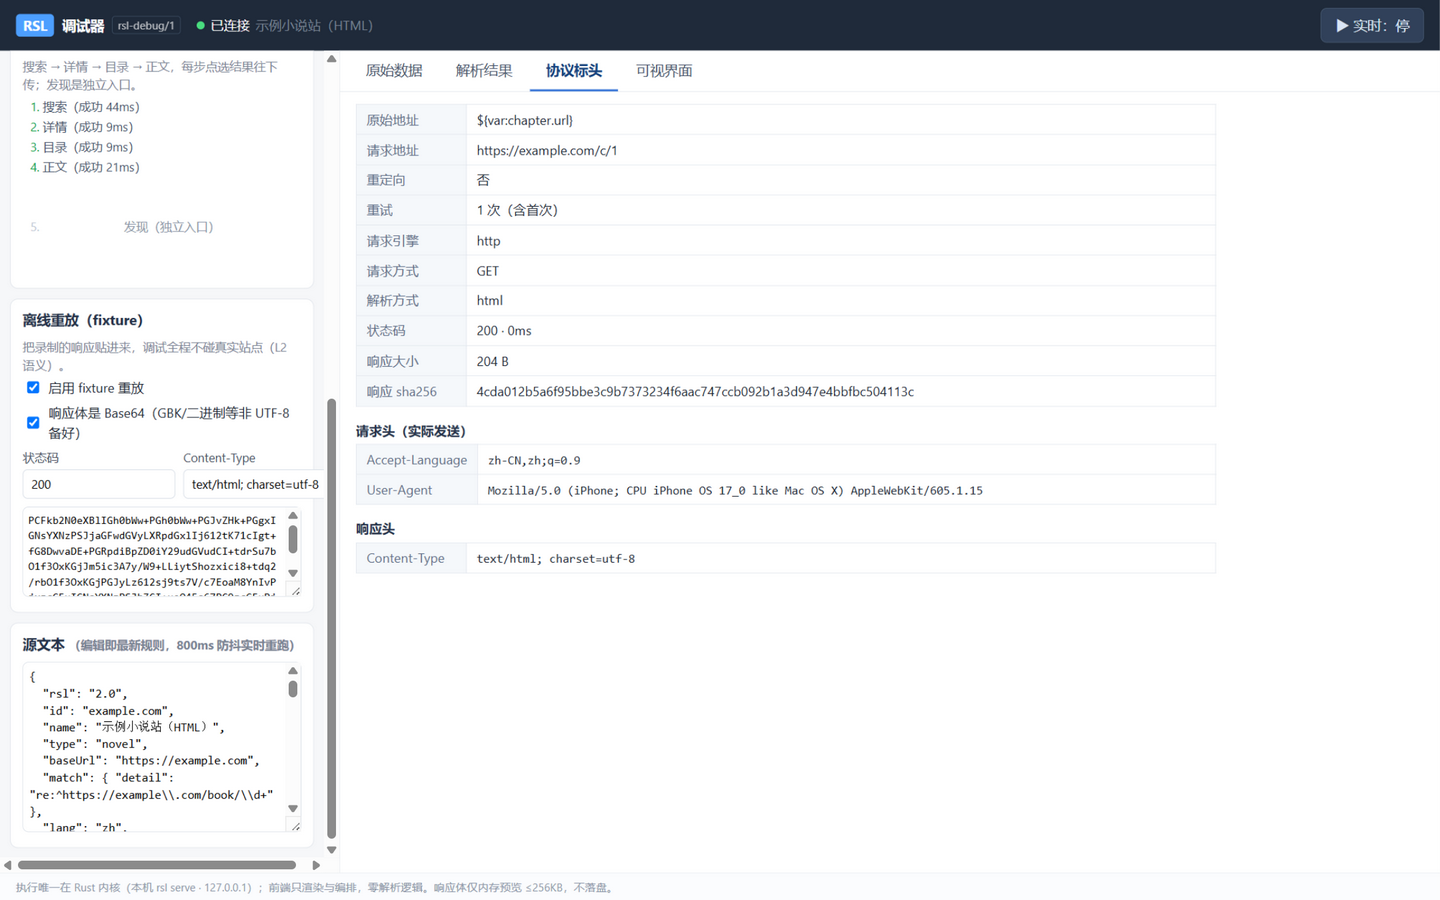 RSL 调试器 rsl-debug/1 已连接 示例小说站（HTML） ▶ 实时：停
搜索 → 详情 → 目录 → 正文，每步点选结果往下
传；发现是独立入口。
1. 搜索（成功 44ms）
2. 详情（成功 9ms）
3. 目录（成功 9ms）
4. 正文（成功 21ms）
5. 发现（独立入口）
离线重放（fixture）
把录制的响应贴进来，调试全程不碰真实站点（L2
语义）。
启用 fixture 重放
响应体是 Base64（GBK/二进制等非 UTF-8
备好）
状态码 Content-Type
200 text/html; charset=utf-8
PCFkb2N0eXBlIGh0bWw+PGh0bWw+PGJvZHk+PGgxI
GNsYXNzPSJjaGFwdGVyLXRpdGxlIj612tK71cIgt+
fG8DwvaDE+PGRpdiBpZD0iY29udGVudCI+tdrSu7b
O1f3OxKGjJm5ic3A7y/W9+LLiytShozxici8+tdq2
/rbO1f3OxKGjPGJyLz612sj9ts7V/c7EoaM8YnIvP
源文本 （编辑即最新规则，800ms 防抖实时重跑）
{
"rsl": "2.0",
"id": "example.com",
"name": "示例小说站（HTML）",
"type": "novel",
"baseUrl": "https://example.com",
"match": { "detail":
"re:^https://example\\.com/book/\\d+"
},
"lang": "zh",
原始数据 解析结果 协议标头 可视界面
原始地址 ${var:chapter.url}
请求地址 https://example.com/c/1
重定向 否
重试 1 次（含首次）
请求引擎 http
请求方式 GET
解析方式 html
状态码 200 · 0ms
响应大小 204 B
响应 sha256 4cda012b5a6f95bbe3c9b7373234f6aac747ccb092b1a3d947e4bbfbc504113c
请求头（实际发送）
Accept-Language zh-CN,zh;q=0.9
User-Agent Mozilla/5.0 (iPhone; CPU iPhone OS 17_0 like Mac OS X) AppleWebKit/605.1.15
响应头
Content-Type text/html; charset=utf-8
执行唯一在 Rust 内核（本机 rsl serve · 127.0.0.1）；前端只渲染与编排，零解析逻辑。响应体仅内存预览 ≤256KB，不落盘。